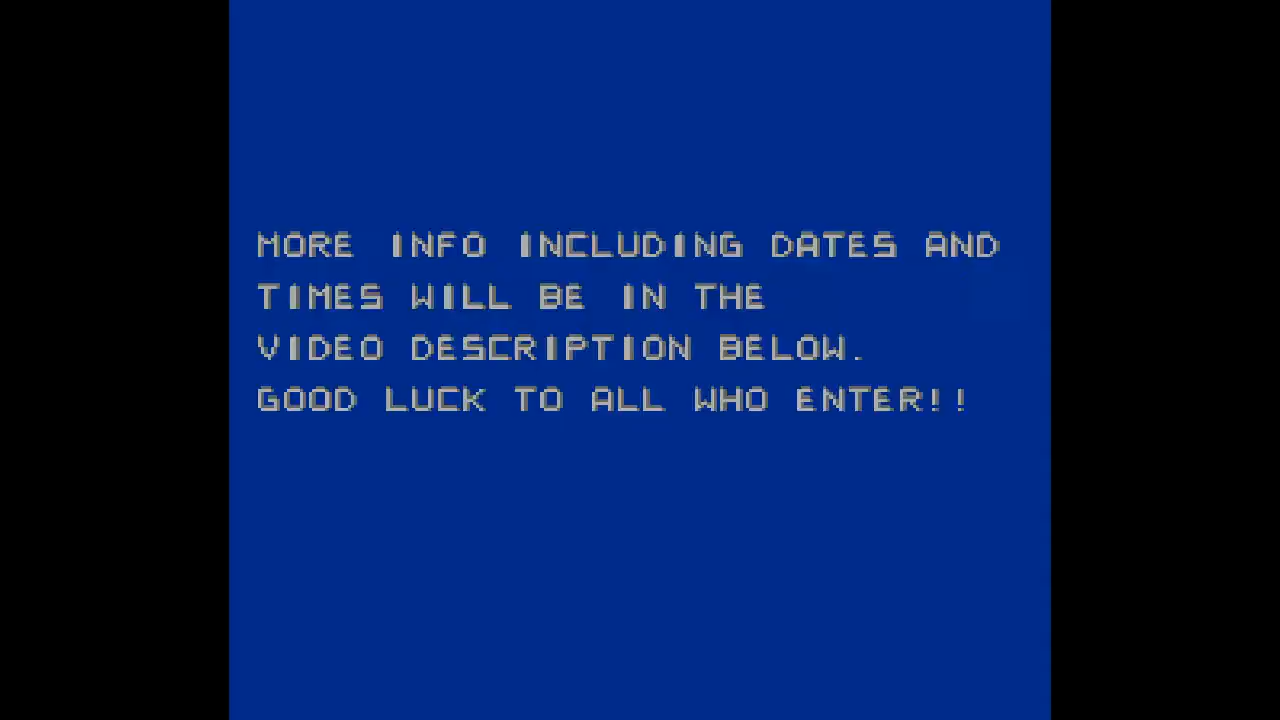 MORE INFO INCLUDING DATES AND
TIMES WILL BE IN THE
VIDEO DESCRIPTION BELOW.
GOOD LUCK TO ALL WHO ENTER!!